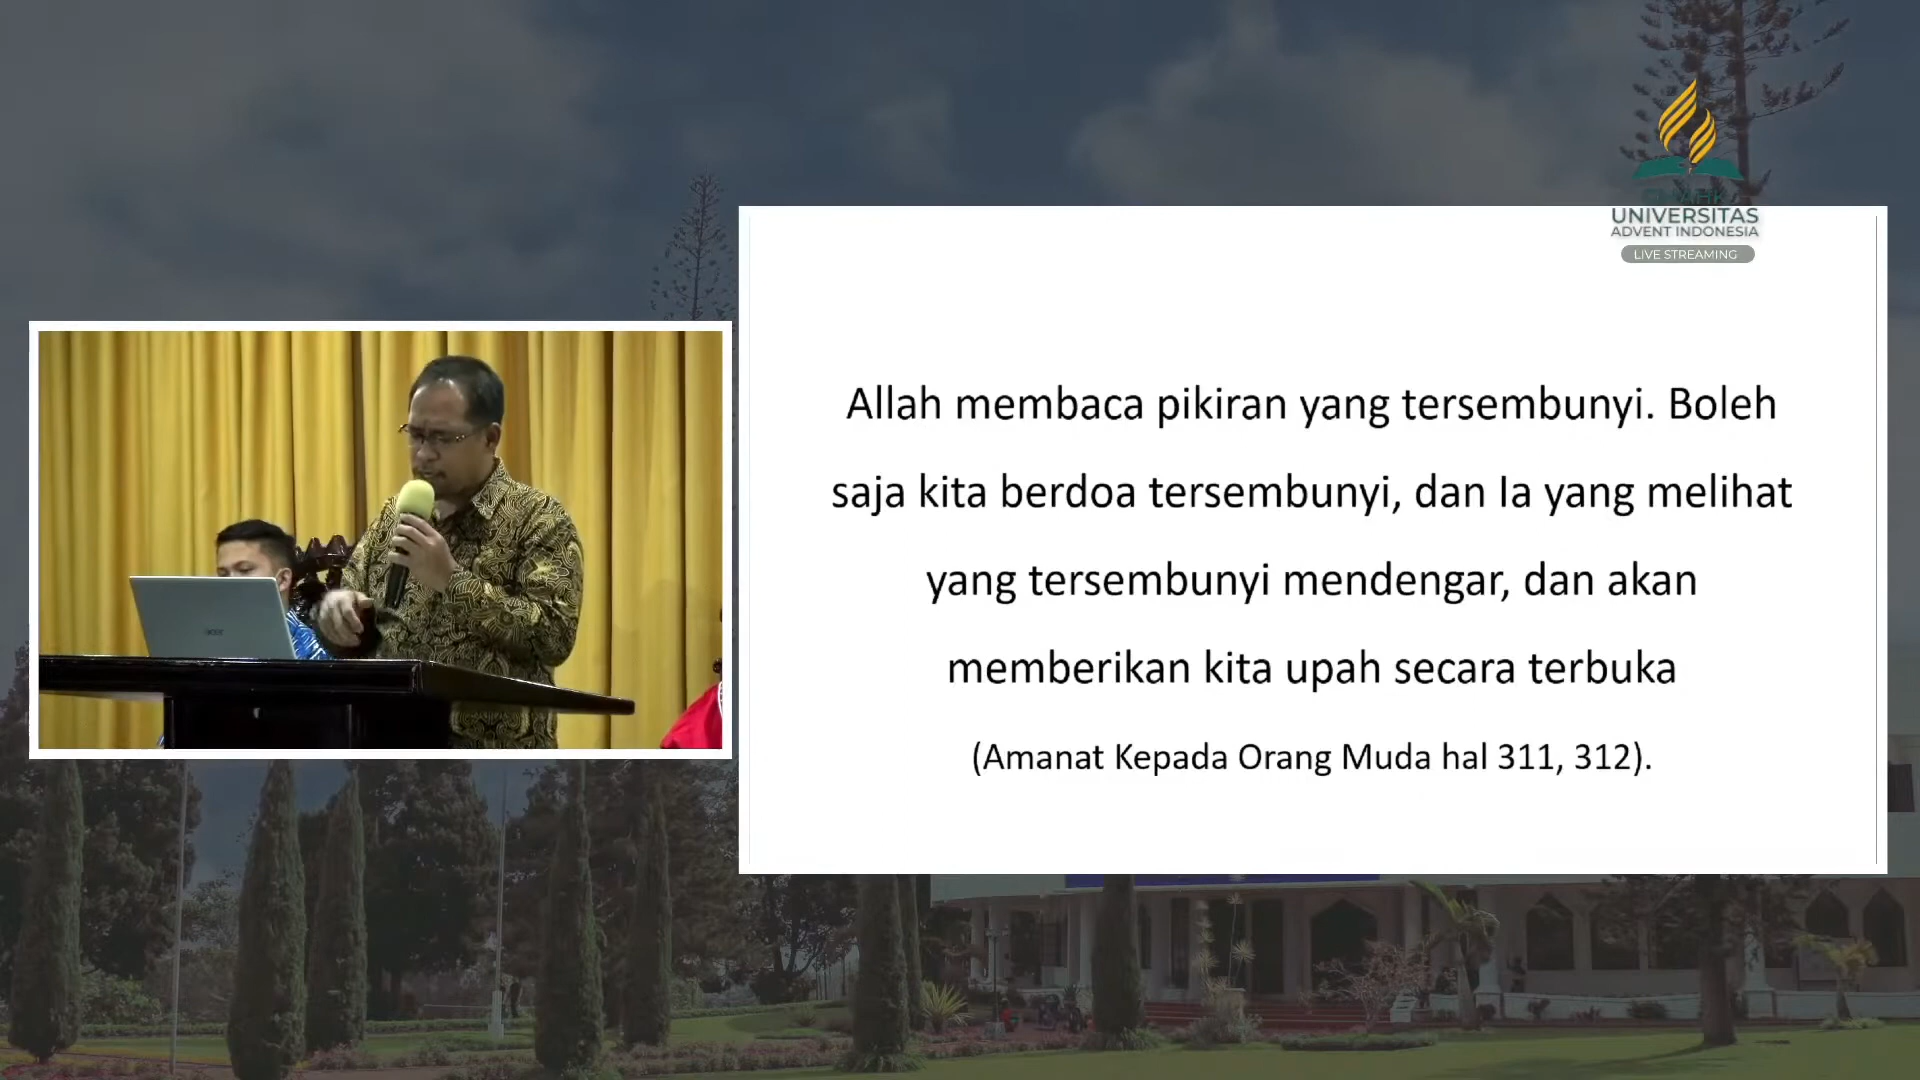 UNIVERSITAS
ADVENT INDONESIA
LIVE STREAMING
Allah membaca pikiran yang tersembunyi. Boleh
saja kita berdoa tersembunyi, dan Ia yang melihat
yang tersembunyi mendengar, dan akan
memberikan kita upah secara terbuka
(Amanat Kepada Orang Muda hal 311, 312).
acer